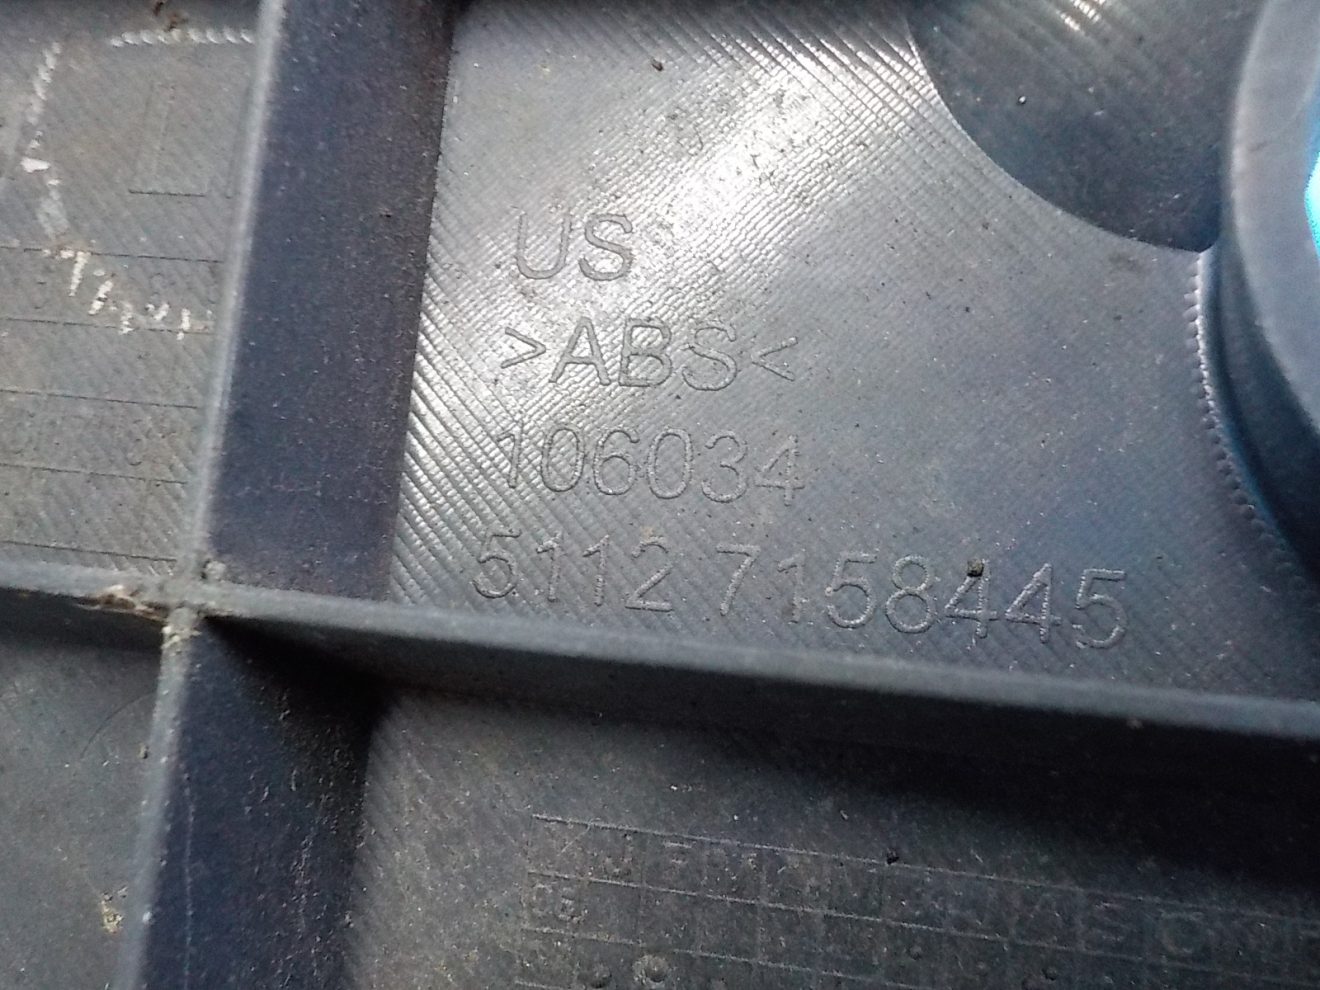 US
>ABS<
106034
5112 7158445
J F M A M J J A S O N